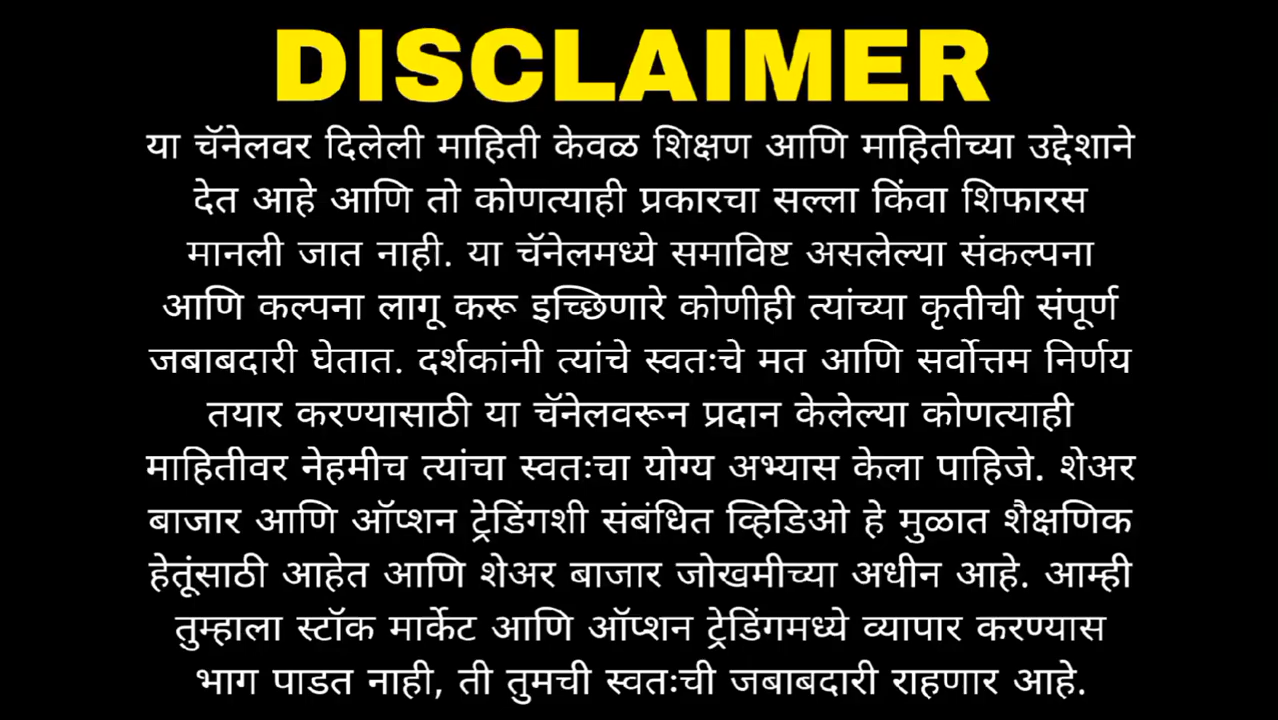 DISCLAIMER
या चॅनेलवर दिलेली माहिती केवळ शिक्षण आणि माहितीच्या उद्देशाने
देत आहे आणि तो कोणत्याही प्रकारचा सल्ला किंवा शिफारस
मानली जात नाही. या चॅनेलमध्ये समाविष्ट असलेल्या संकल्पना
आणि कल्पना लागू करू इच्छिणारे कोणीही त्यांच्या कृतीची संपूर्ण
जबाबदारी घेतात. दर्शकांनी त्यांचे स्वतःचे मत आणि सर्वोत्तम निर्णय
तयार करण्यासाठी या चॅनेलवरून प्रदान केलेल्या कोणत्याही
माहितीवर नेहमीच त्यांचा स्वतःचा योग्य अभ्यास केला पाहिजे. शेअर
बाजार आणि ऑप्शन ट्रेडिंगशी संबंधित व्हिडिओ हे मुळात शैक्षणिक
हेतूंसाठी आहेत आणि शेअर बाजार जोखमीच्या अधीन आहे. आम्ही
तुम्हाला स्टॉक मार्केट आणि ऑप्शन ट्रेडिंगमध्ये व्यापार करण्यास
भाग पाडत नाही, ती तुमची स्वतःची जबाबदारी राहणार आहे.